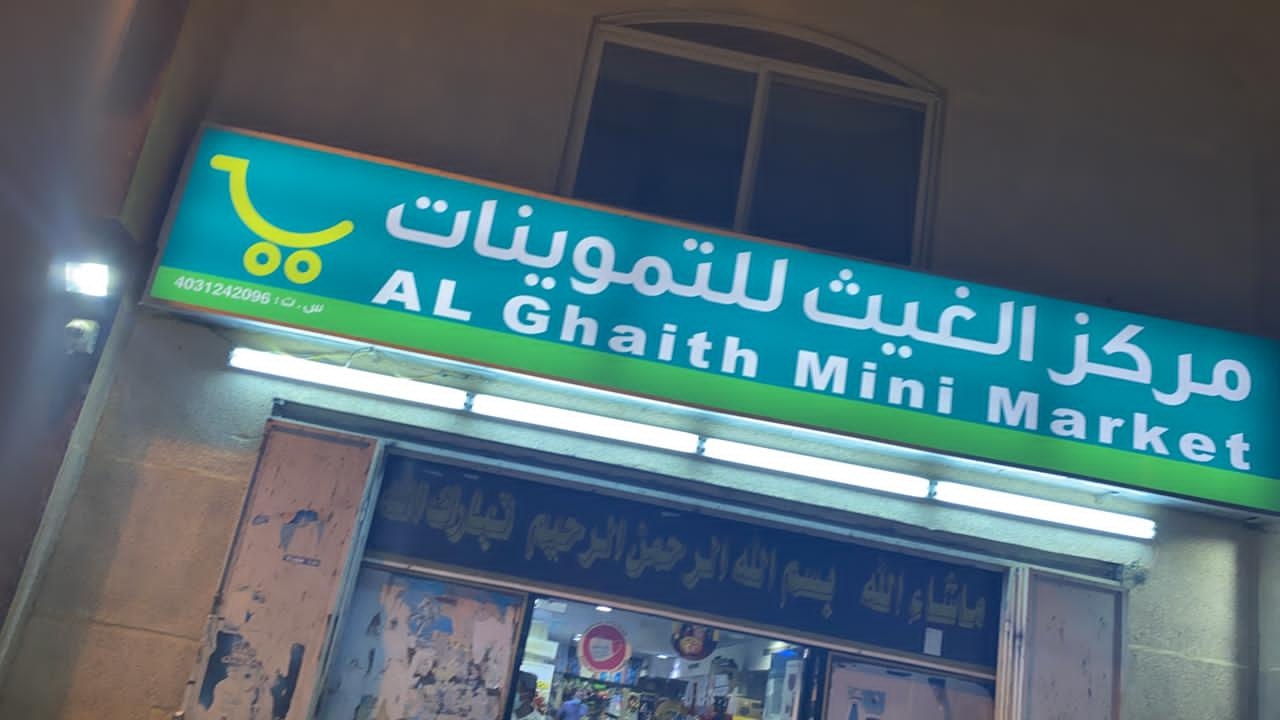 مركز الغيث للتموينات
AL Ghaith Mini Market
س.ت: 4031242096
ماشاء الله بسم الله الرحمن الرحيم تبارك الله